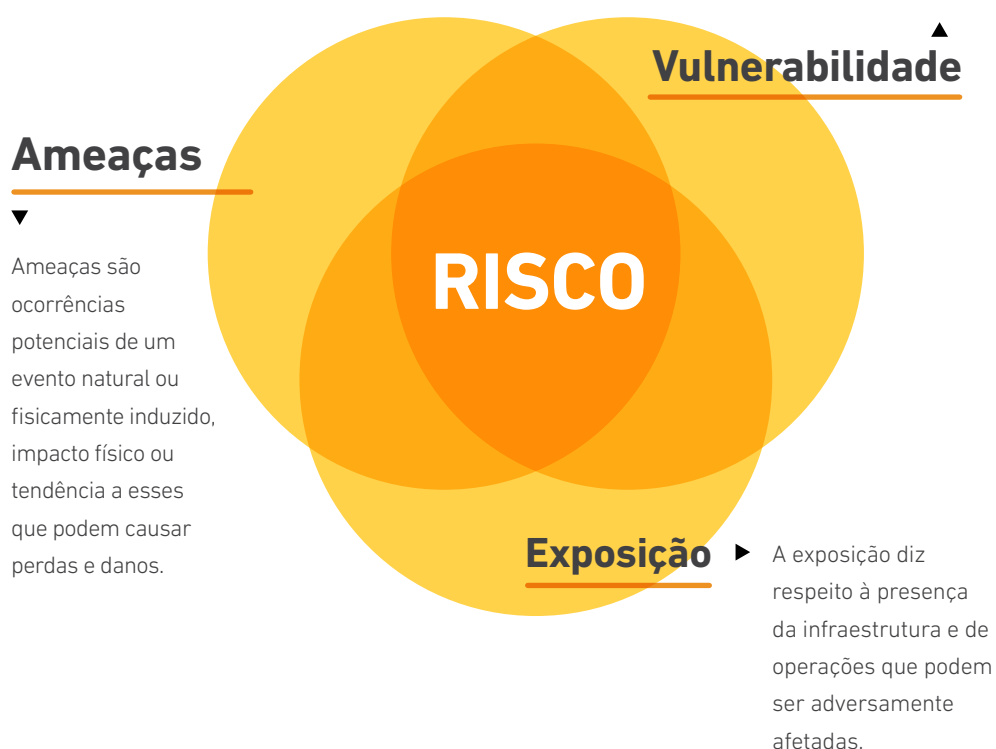 Vulnerabilidade
Ameaças
Ameaças são
ocorrências
potenciais de um
evento natural ou
fisicamente induzido,
impacto físico ou
tendência a esses
que podem causar
perdas e danos.
RISCO
Exposição
A exposição diz
respeito à presença
da infraestrutura e de
operações que podem
ser adversamente
afetadas.